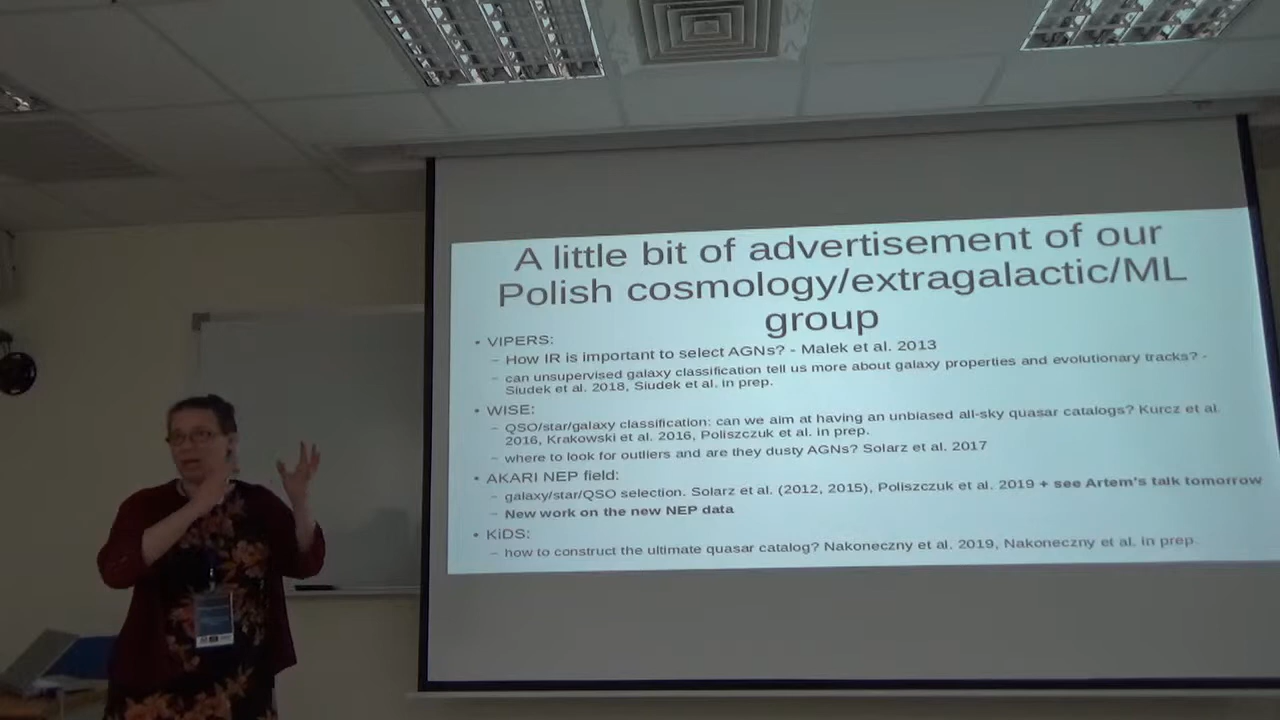 A little bit of advertisement of our
Polish cosmology/extragalactic/ML
group
• VIPERS:
– How IR is important to select AGNs? - Malek et al. 2013
– can unsupervised galaxy classification tell us more about galaxy properties and evolutionary tracks? -
Siudek et al. 2018, Siudek et al. in prep.
• WISE:
– QSO/star/galaxy classification: can we aim at having an unbiased all-sky quasar catalogs? Kurcz et al.
2016, Krakowski et al. 2016, Poliszczuk et al. in prep.
– where to look for outliers and are they dusty AGNs? Solarz et al. 2017
• AKARI NEP field:
– galaxy/star/QSO selection. Solarz et al. (2012, 2015), Poliszczuk et al. 2019 + see Artem's talk tomorrow
– New work on the new NEP data
• KiDS:
– how to construct the ultimate quasar catalog? Nakoneczny et al. 2019, Nakoneczny et al. in prep.